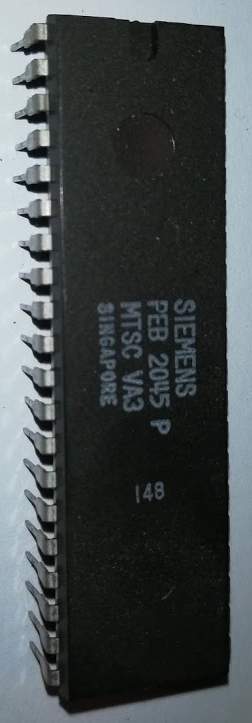 SIEMENS
PEB 2045 P
MTSC VA3
SINGAPORE
148